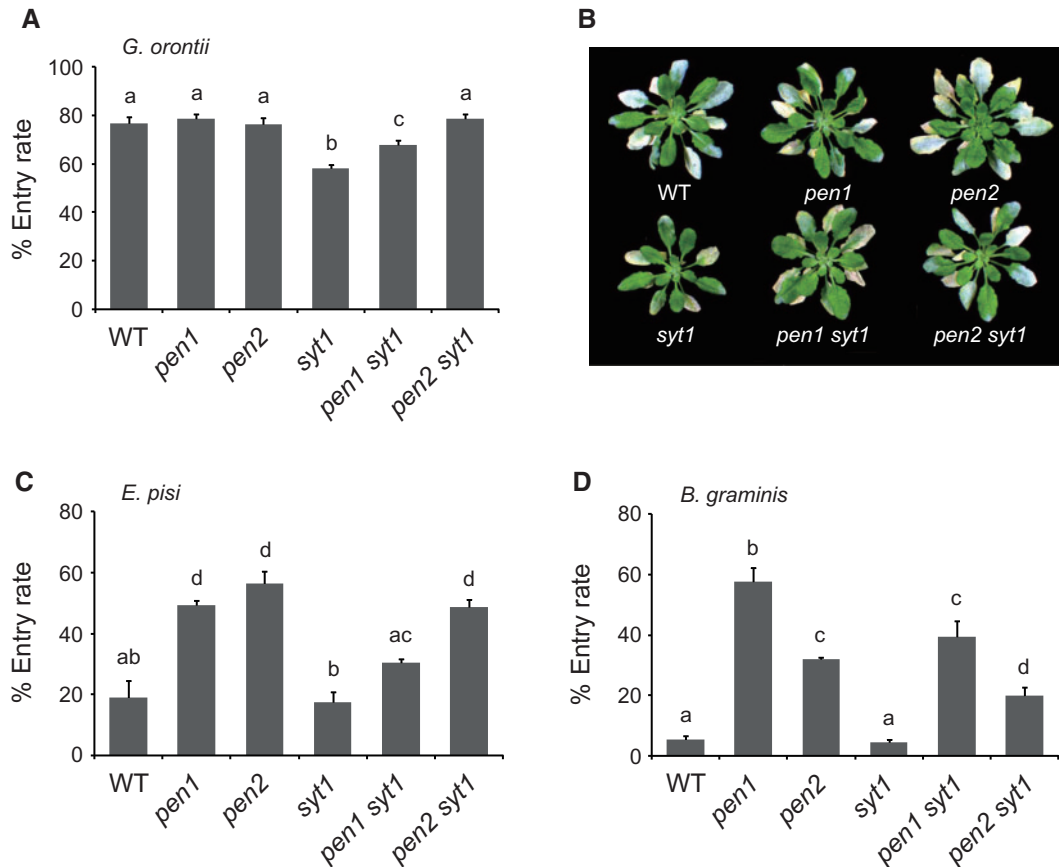 A
G. orontii
% Entry rate
100
80
60
40
20
0
a
a
a
b
c
a
WT
pen1
pen2
syt1
pen1 syt1
pen2 syt1
B
WT
pen1
pen2
syt1
pen1 syt1
pen2 syt1
C
E. pisi
% Entry rate
80
60
40
20
0
ab
d
d
b
ac
d
WT
pen1
pen2
syt1
pen1 syt1
pen2 syt1
D
B. graminis
% Entry rate
80
60
40
20
0
a
b
c
a
c
d
WT
pen1
pen2
syt1
pen1 syt1
pen2 syt1